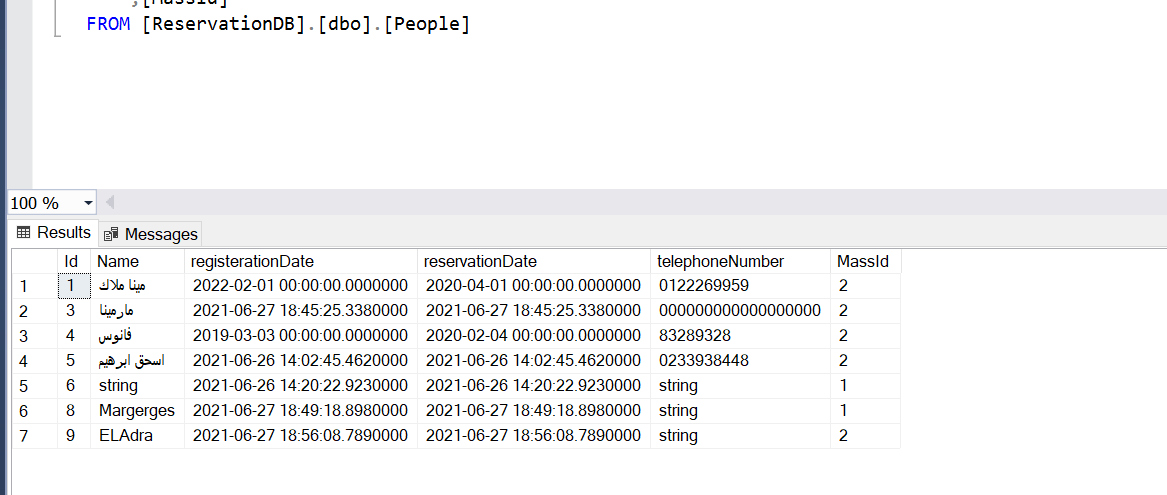 ,[MassId]
FROM [ReservationDB].[dbo].[People]
100 %
Results Messages
Id Name registerationDate reservationDate telephoneNumber MassId
1 1 مينا ملاك 2022-02-01 00:00:00.0000000 2020-04-01 00:00:00.0000000 0122269959 2
2 3 مارمينا 2021-06-27 18:45:25.3380000 2021-06-27 18:45:25.3380000 000000000000000000 2
3 4 فانوس 2019-03-03 00:00:00.0000000 2020-02-04 00:00:00.0000000 83289328 2
4 5 اسحق ابرهيم 2021-06-26 14:02:45.4620000 2021-06-26 14:02:45.4620000 0233938448 2
5 6 string 2021-06-26 14:20:22.9230000 2021-06-26 14:20:22.9230000 string 1
6 8 Margerges 2021-06-27 18:49:18.8980000 2021-06-27 18:49:18.8980000 string 1
7 9 ELAdra 2021-06-27 18:56:08.7890000 2021-06-27 18:56:08.7890000 string 2